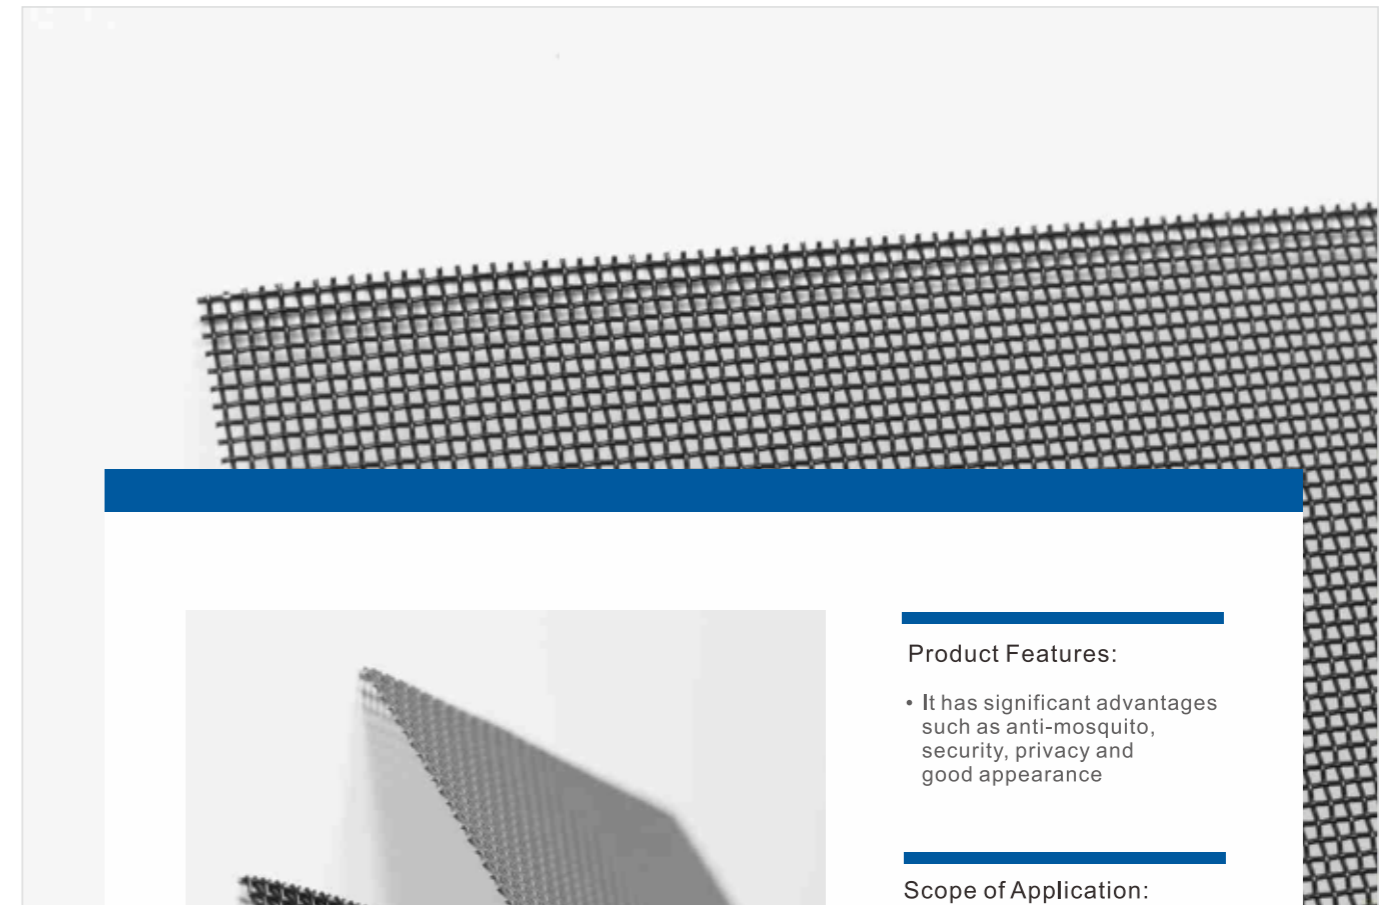 Product Features:
• It has significant advantages
such as anti-mosquito,
security, privacy and
good appearance
Scope of Application: